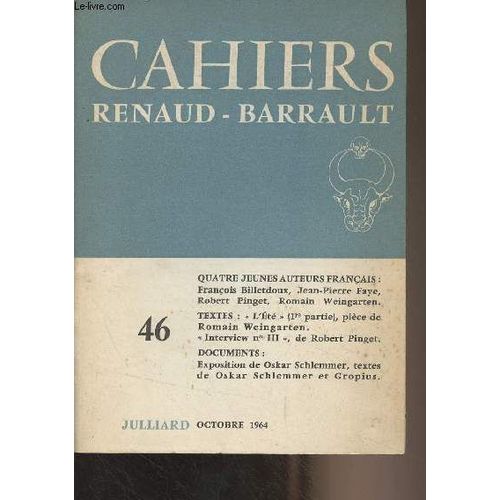 Le-livre.com
CAHIERS
RENAUD - BARRAULT
46
QUATRE JEUNES AUTEURS FRANÇAIS :
François Billetdoux, Jean-Pierre Faye,
Robert Pinget, Romain Weingarten.
TEXTES : « L'Été » (1re partie), pièce de
Romain Weingarten.
« Interview no III », de Robert Pinget.
DOCUMENTS :
Exposition de Oskar Schlemmer, textes
de Oskar Schlemmer et Gropius.
JULLIARD OCTOBRE 1964